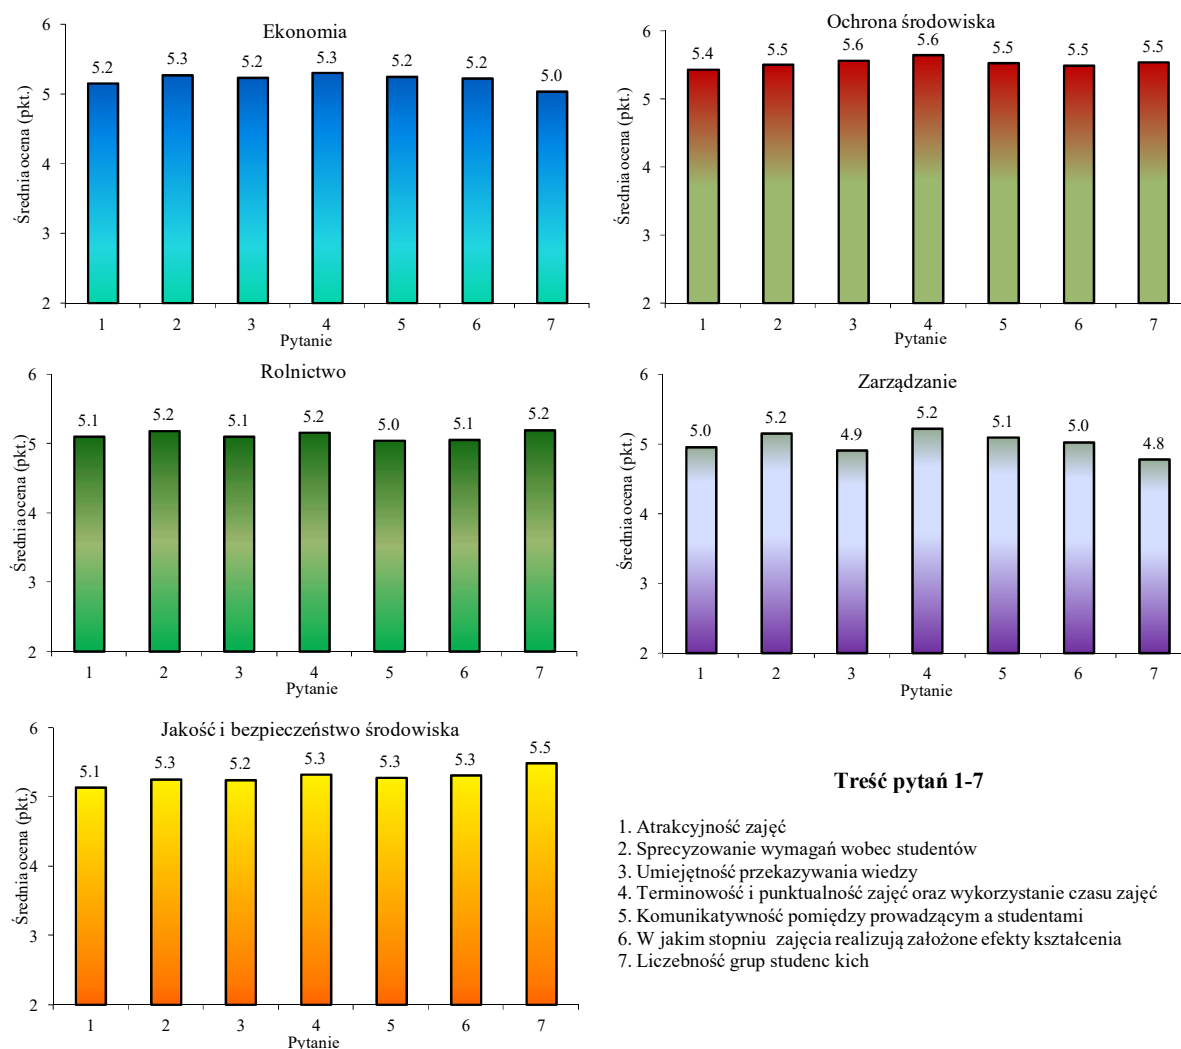 Ekonomia
Średnia ocena (pkt.)
6
5
4
3
2
5.2
5.3
5.2
5.3
5.2
5.2
5.0
1 2 3 4 5 6 7
Pytanie
Ochrona środowiska
Średnia ocena (pkt.)
6
5
4
3
2
5.4
5.5
5.6
5.6
5.5
5.5
5.5
1 2 3 4 5 6 7
Pytanie
Rolnictwo
Średnia ocena (pkt.)
6
5
4
3
2
5.1
5.2
5.1
5.2
5.0
5.1
5.2
1 2 3 4 5 6 7
Pytanie
Zarządzanie
Średnia ocena (pkt.)
6
5
4
3
2
5.0
5.2
4.9
5.2
5.1
5.0
4.8
1 2 3 4 5 6 7
Pytanie
Jakość i bezpieczeństwo środowiska
Średnia ocena (pkt.)
6
5
4
3
2
5.1
5.3
5.2
5.3
5.3
5.3
5.5
1 2 3 4 5 6 7
Pytanie
Treść pytań 1-7
1. Atrakcyjność zajęć
2. Sprecyzowanie wymagań wobec studentów
3. Umiejętność przekazywania wiedzy
4. Terminowość i punktualność zajęć oraz wykorzystanie czasu zajęć
5. Komunikatywność pomiędzy prowadzącym a studentami
6. W jakim stopniu zajęcia realizują założone efekty kształcenia
7. Liczebność grup studenc kich